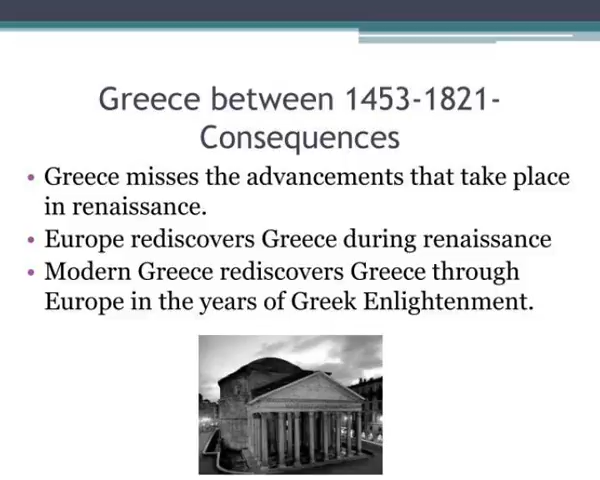 Greece between 1453-1821-
Consequences
• Greece misses the advancements that take place
in renaissance.
• Europe rediscovers Greece during renaissance
• Modern Greece rediscovers Greece through
Europe in the years of Greek Enlightenment.